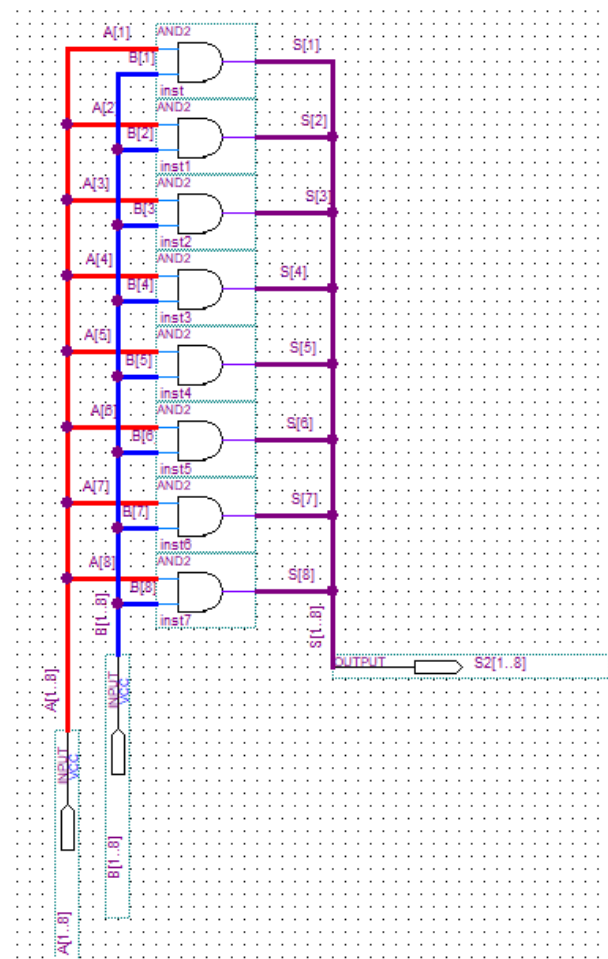 A[1]
AND2
B[1]
S[1]
inst
A[2
AND2
B[2]
S[2]
inst1
A[3]
AND2
B[3
S[3]
inst2
A[4]
AND2
B[4]
S[4]
inst3
A[5]
AND2
B[5]
S[5]
inst4
A[6]
AND2
B[6
S[6]
inst5
A[7]
AND2
B[7]
S[7]
inst6
A[8]
AND2
B[8]
S[8]
inst7
B[1..8]
S[1..8]
A[1..8]
OUTPUT
S2[1..8]
INPUT
VCC
INPUT
VCC
B[1..8]
A[1..8]